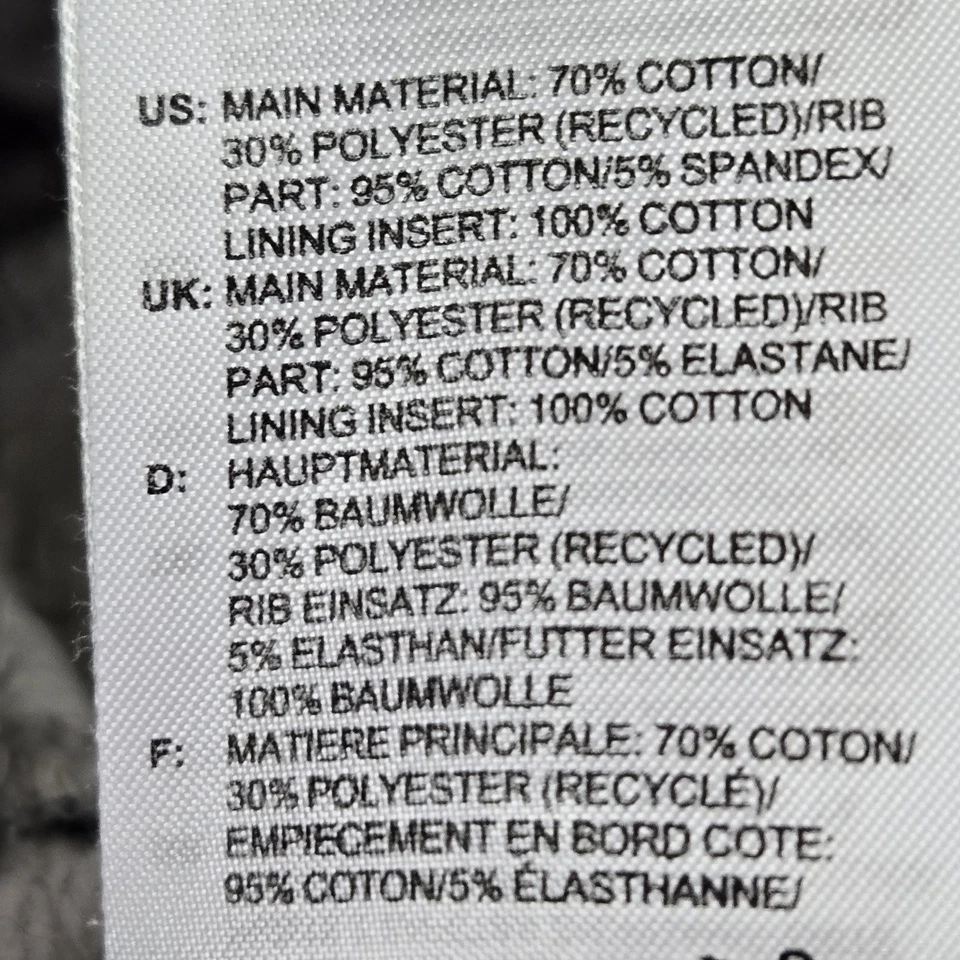 US: MAIN MATERIAL: 70% COTTON/
30% POLYESTER (RECYCLED)/RIB
PART: 95% COTTON/5% SPANDEX/
LINING INSERT: 100% COTTON
UK: MAIN MATERIAL: 70% COTTON/
30% POLYESTER (RECYCLED)/RIB
PART: 95% COTTON/5% ELASTANE/
LINING INSERT: 100% COTTON
D: HAUPTMATERIAL:
70% BAUMWOLLE/
30% POLYESTER (RECYCLED)/
RIB EINSATZ: 95% BAUMWOLLE/
5% ELASTHAN/FUTTER EINSATZ:
100% BAUMWOLLE
F: MATIERE PRINCIPALE: 70% COTON/
30% POLYESTER (RECYCLÉ)/
EMPIECEMENT EN BORD COTE:
95% COTON/5% ÉLASTHANNE/